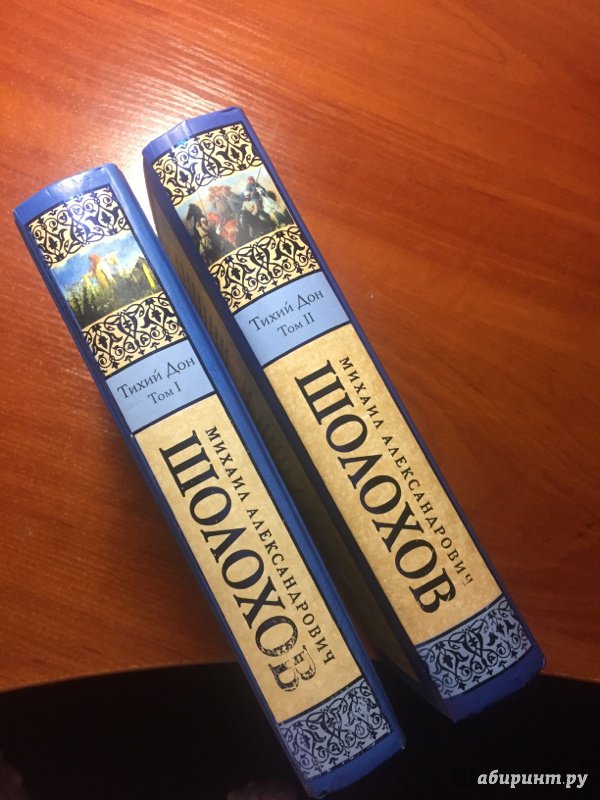 Тихий Дон
Том I
МИХАИЛ АЛЕКСАНДРОВИЧ
ШОЛОХОВ
Тихий Дон
Том II
МИХАИЛ АЛЕКСАНДРОВИЧ
ШОЛОХОВ
абиринт.ру